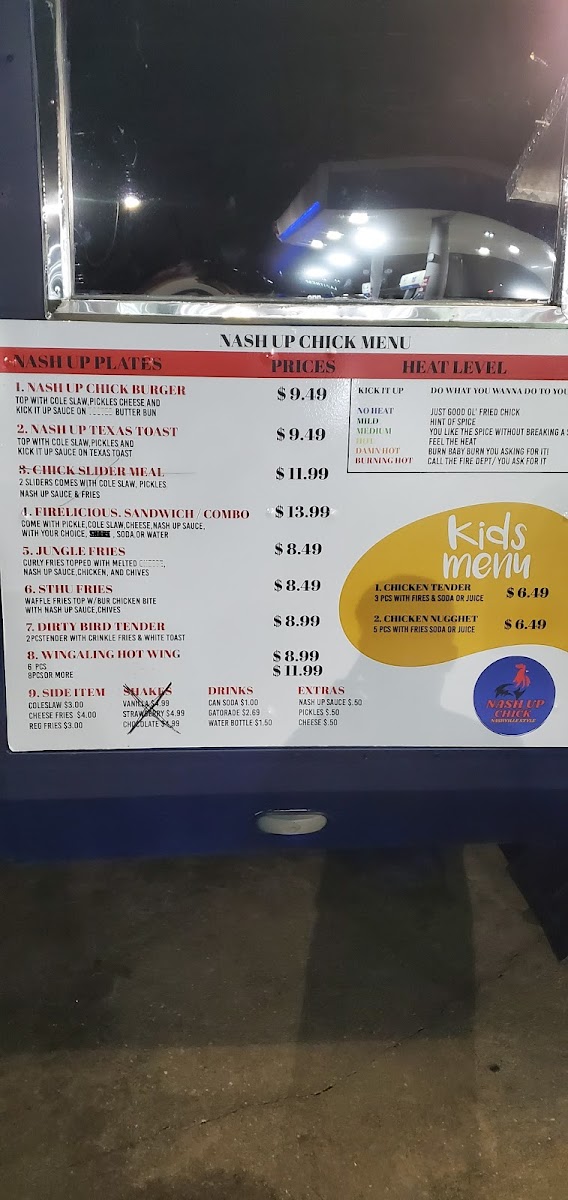 NASH UP CHICK MENU
NASH UP PLATES PRICES HEAT LEVEL
1. NASH UP CHICK BURGER $9.49
TOP WITH COLE SLAW,PICKLES CHEESE AND
KICK IT UP SAUCE ON BUTTER BUN
2. NASH UP TEXAS TOAST $9.49
TOP WITH COLE SLAW,PICKLES AND
KICK IT UP SAUCE ON TEXAS TOAST
3. CHICK SLIDER MEAL $11.99
2 SLIDERS COMES WITH COLE SLAW, PICKLES
NASH UP SAUCE & FRIES
4. FIRELICIOUS. SANDWICH / COMBO $13.99
COME WITH PICKLE,COLE SLAW,CHEESE,NASH UP SAUCE,
WITH YOUR CHOICE, , SODA OR WATER
5. JUNGLE FRIES $8.49
CURLY FRIES TOPPED WITH MELTED ,
NASH UP SAUCE,CHICKEN, AND CHIVES
6. STHU FRIES $8.49
WAFFLE FRIES TOP W/8UR CHICKEN BITE
WITH NASH UP SAUCE,CHIVES
7. DIRTY BIRD TENDER $8.99
2PCSTENDER WITH CRINKLE FRIES & WHITE TOAST
8. WINGALING HOT WING
6 PCS $8.99
8PCSOR MORE $11.99
KICK IT UP DO WHAT YOU WANNA DO TO YOU
NO HEAT JUST GOOD OL' FRIED CHICK
MILD HINT OF SPICE
MEDIUM YOU LIKE THE SPICE WITHOUT BREAKING A
HOT FEEL THE HEAT
DAMN HOT BURN BABY BURN YOU ASKING FOR IT!
BURNING HOT CALL THE FIRE DEPT/ YOU ASK FOR IT
Kids
menu
1. CHICKEN TENDER $6.49
3 PCS WITH FIRES & SODA OR JUICE
2. CHICKEN NUGGHET $6.49
5 PCS WITH FRIES SODA OR JUICE
9. SIDE ITEM SHAKES DRINKS EXTRAS
COLESLAW $3.00 VANILLA $4.99 CAN SODA $1.00 NASH UP SAUCE $.50
CHEESE FRIES $4.00 STRAWBERRY $4.99 GATORADE $2.69 PICKLES $.50
REG FRIES $3.00 CHOCOLATE $4.99 WATER BOTTLE $1.50 CHEESE $.50
NASH UP
CHICK
NASHVILLE STYLE